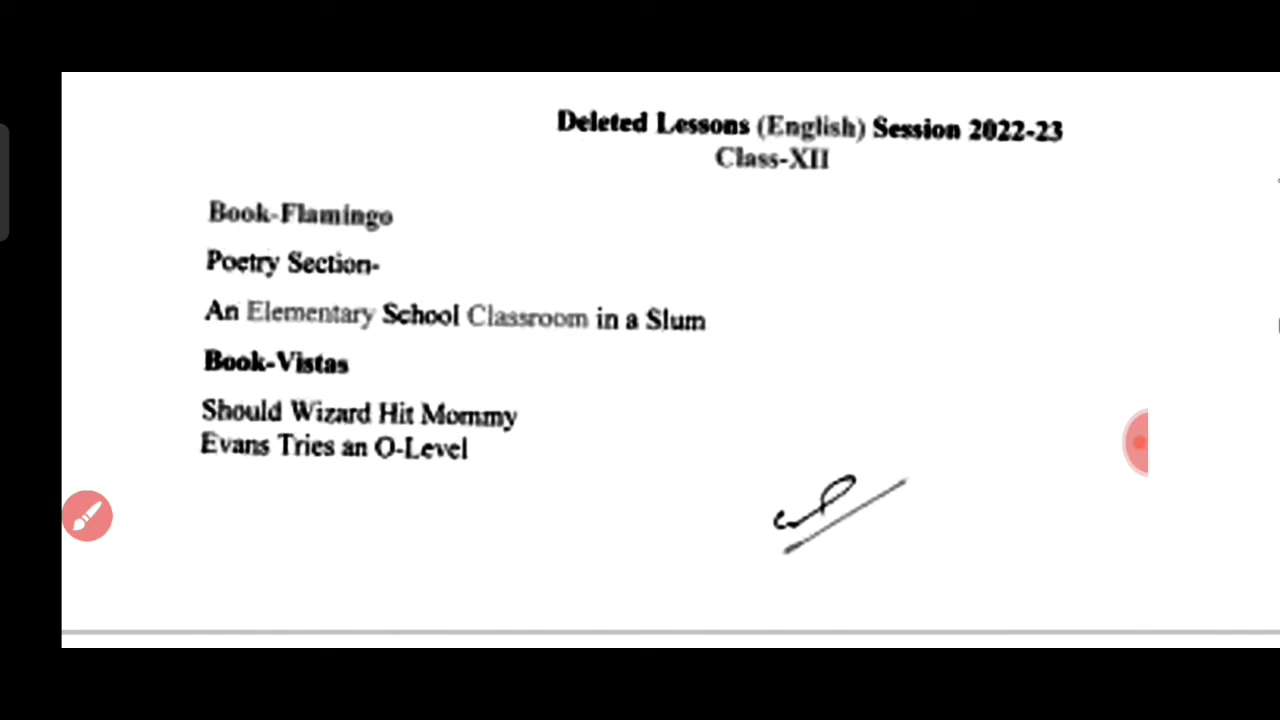 Deleted Lessons (English) Session 2022-23
Class-XII
Book-Flamingo
Poetry Section-
An Elementary School Classroom in a Slum
Book-Vistas
Should Wizard Hit Mommy
Evans Tries an O-Level